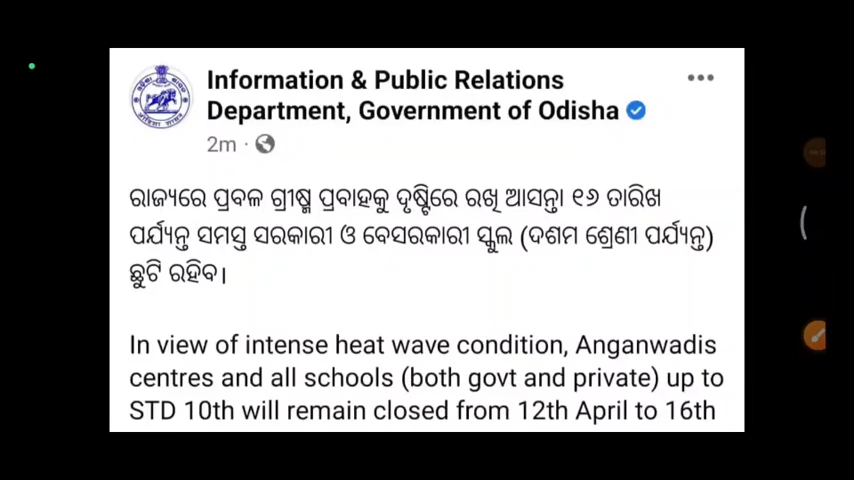 Information & Public Relations
Department, Government of Odisha
2m ·
ରାଜ୍ୟରେ ପ୍ରବଳ ଗ୍ରୀଷ୍ମ ପ୍ରବାହକୁ ଦୃଷ୍ଟିରେ ରଖି ଆସନ୍ତା ୧୬ ତାରିଖ
ପର୍ଯ୍ୟନ୍ତ ସମସ୍ତ ସରକାରୀ ଓ ବେସରକାରୀ ସ୍କୁଲ (ଦଶମ ଶ୍ରେଣୀ ପର୍ଯ୍ୟନ୍ତ)
ଛୁଟି ରହିବ।
In view of intense heat wave condition, Anganwadis
centres and all schools (both govt and private) up to
STD 10th will remain closed from 12th April to 16th